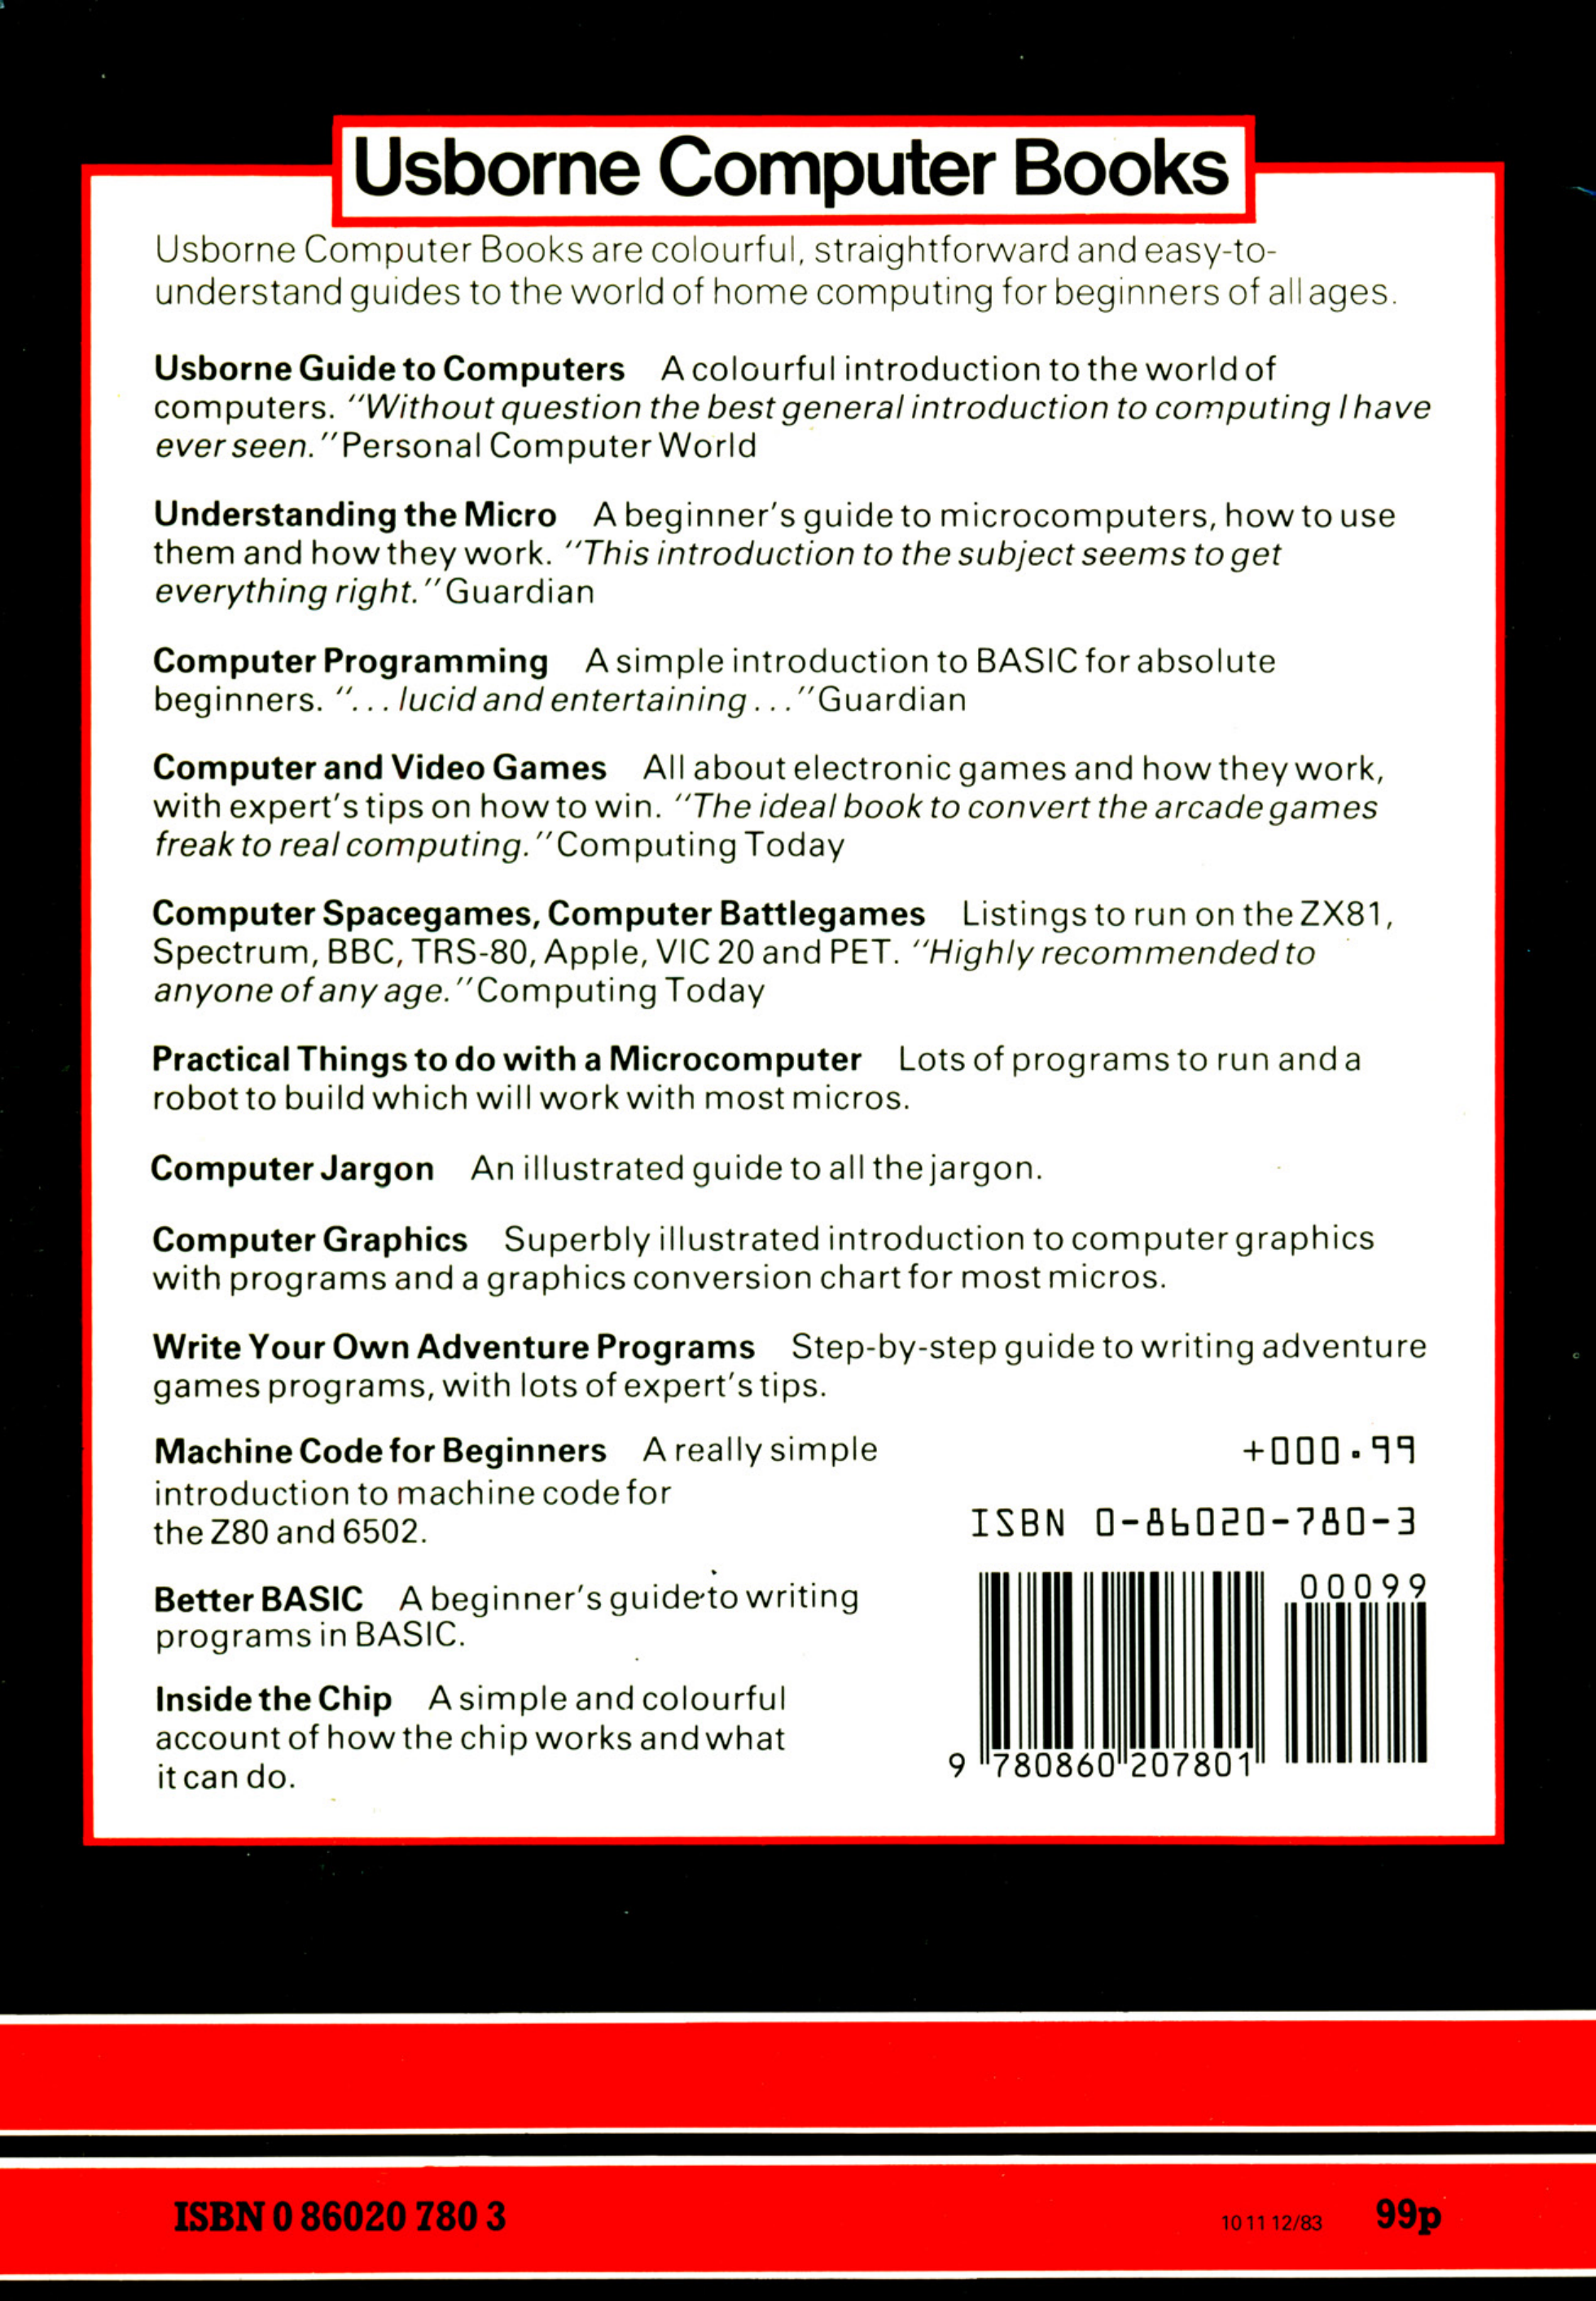 Usborne Computer Books
Usborne Computer Books are colourful, straightforward and easy-to-
understand guides to the world of home computing for beginners of all ages.
Usborne Guide to Computers A colourful introduction to the world of
computers. "Without question the best general introduction to computing I have
ever seen." Personal Computer World
Understanding the Micro A beginner's guide to microcomputers, how to use
them and how they work. "This introduction to the subject seems to get
everything right." Guardian
Computer Programming A simple introduction to BASIC for absolute
beginners. "... lucid and entertaining ..." Guardian
Computer and Video Games All about electronic games and how they work,
with expert's tips on how to win. "The ideal book to convert the arcade games
freak to real computing." Computing Today
Computer Spacegames, Computer Battlegames Listings to run on the ZX81,
Spectrum, BBC, TRS-80, Apple, VIC 20 and PET. "Highly recommended to
anyone of any age." Computing Today
Practical Things to do with a Microcomputer Lots of programs to run and a
robot to build which will work with most micros.
Computer Jargon An illustrated guide to all the jargon.
Computer Graphics Superbly illustrated introduction to computer graphics
with programs and a graphics conversion chart for most micros.
Write Your Own Adventure Programs Step-by-step guide to writing adventure
games programs, with lots of expert's tips.
Machine Code for Beginners A really simple
introduction to machine code for
the Z80 and 6502.
Better BASIC A beginner's guide to writing
programs in BASIC.
Inside the Chip A simple and colourful
account of how the chip works and what
it can do.
+000.99
ISBN 0-86020-780-3
00099
9 780860 207801
ISBN 0 86020 780 3
10 11 12/83 99p